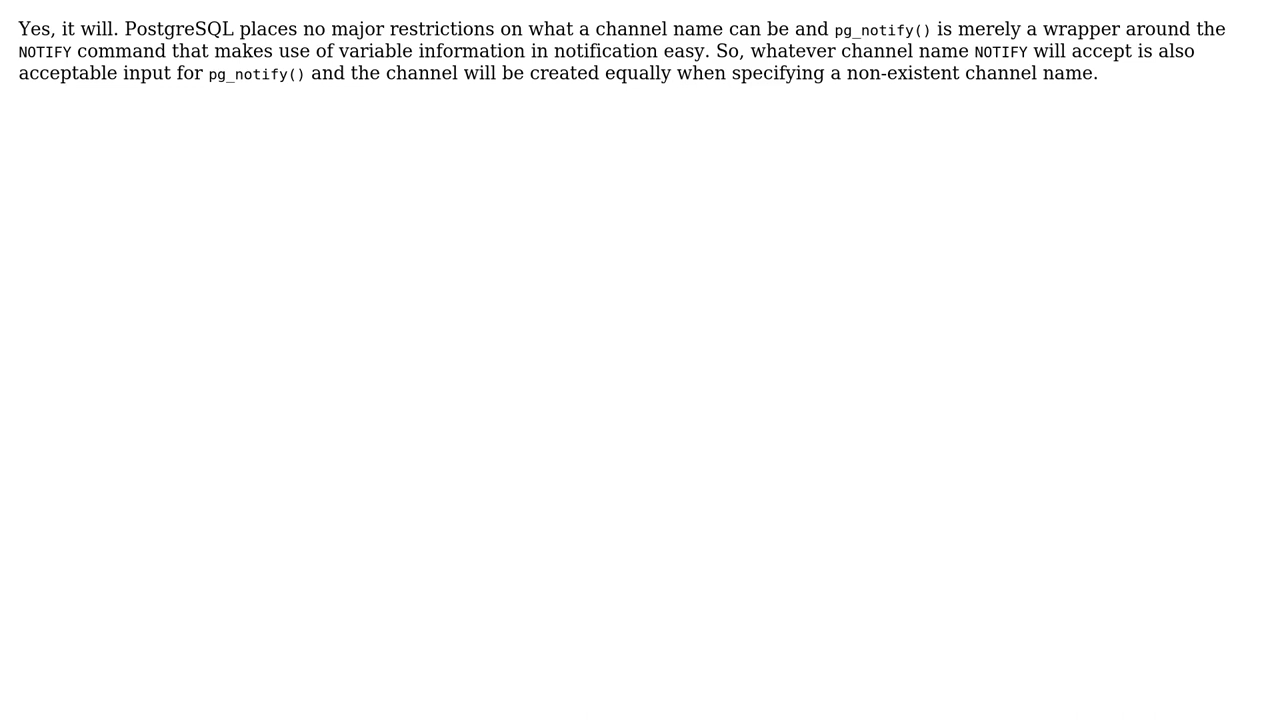 Yes, it will. PostgreSQL places no major restrictions on what a channel name can be and pg_notify() is merely a wrapper around the
NOTIFY command that makes use of variable information in notification easy. So, whatever channel name NOTIFY will accept is also
acceptable input for pg_notify() and the channel will be created equally when specifying a non-existent channel name.